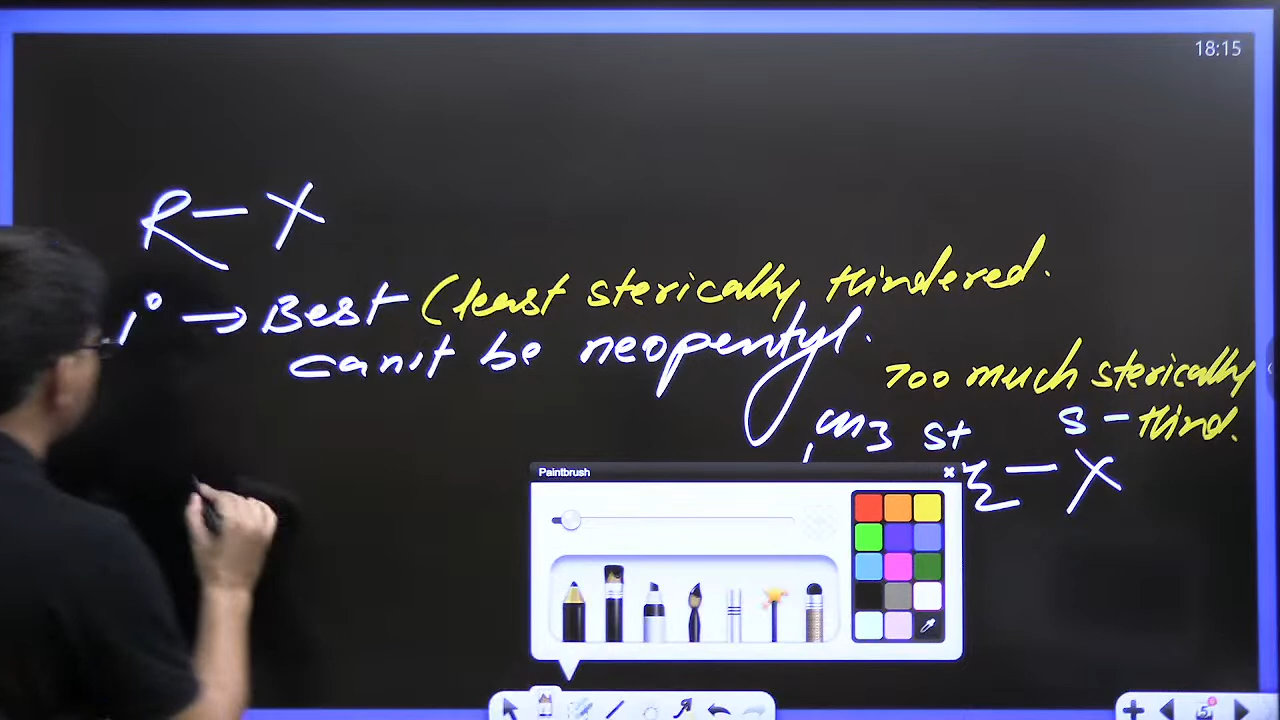 18:15
R-X
1° → Best (least sterically hindered.
can't be neopentyl.
Too much sterically
S-hind.
CH3 St
-X
Paintbrush